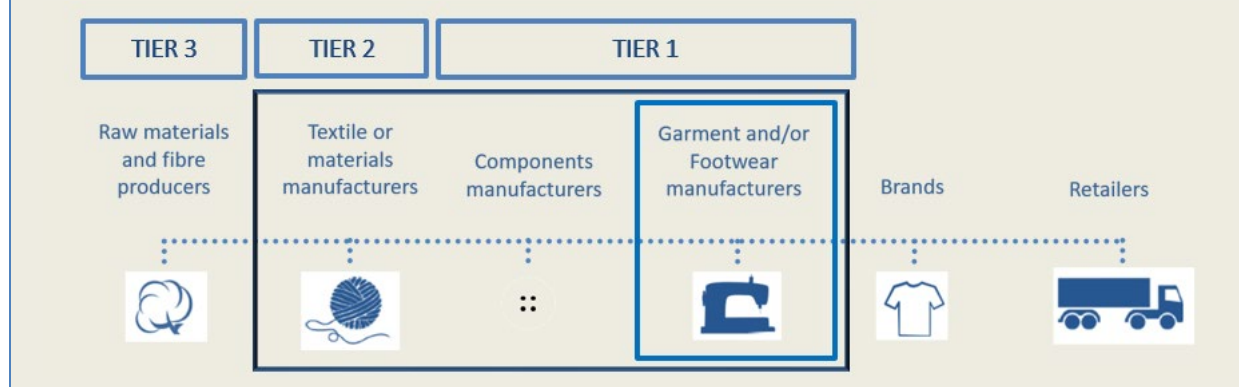 TIER 3
TIER 2
TIER 1
Raw materials
and fibre
producers
Textile or
materials
manufacturers
Components
manufacturers
Garment and/or
Footwear
manufacturers
Brands
Retailers